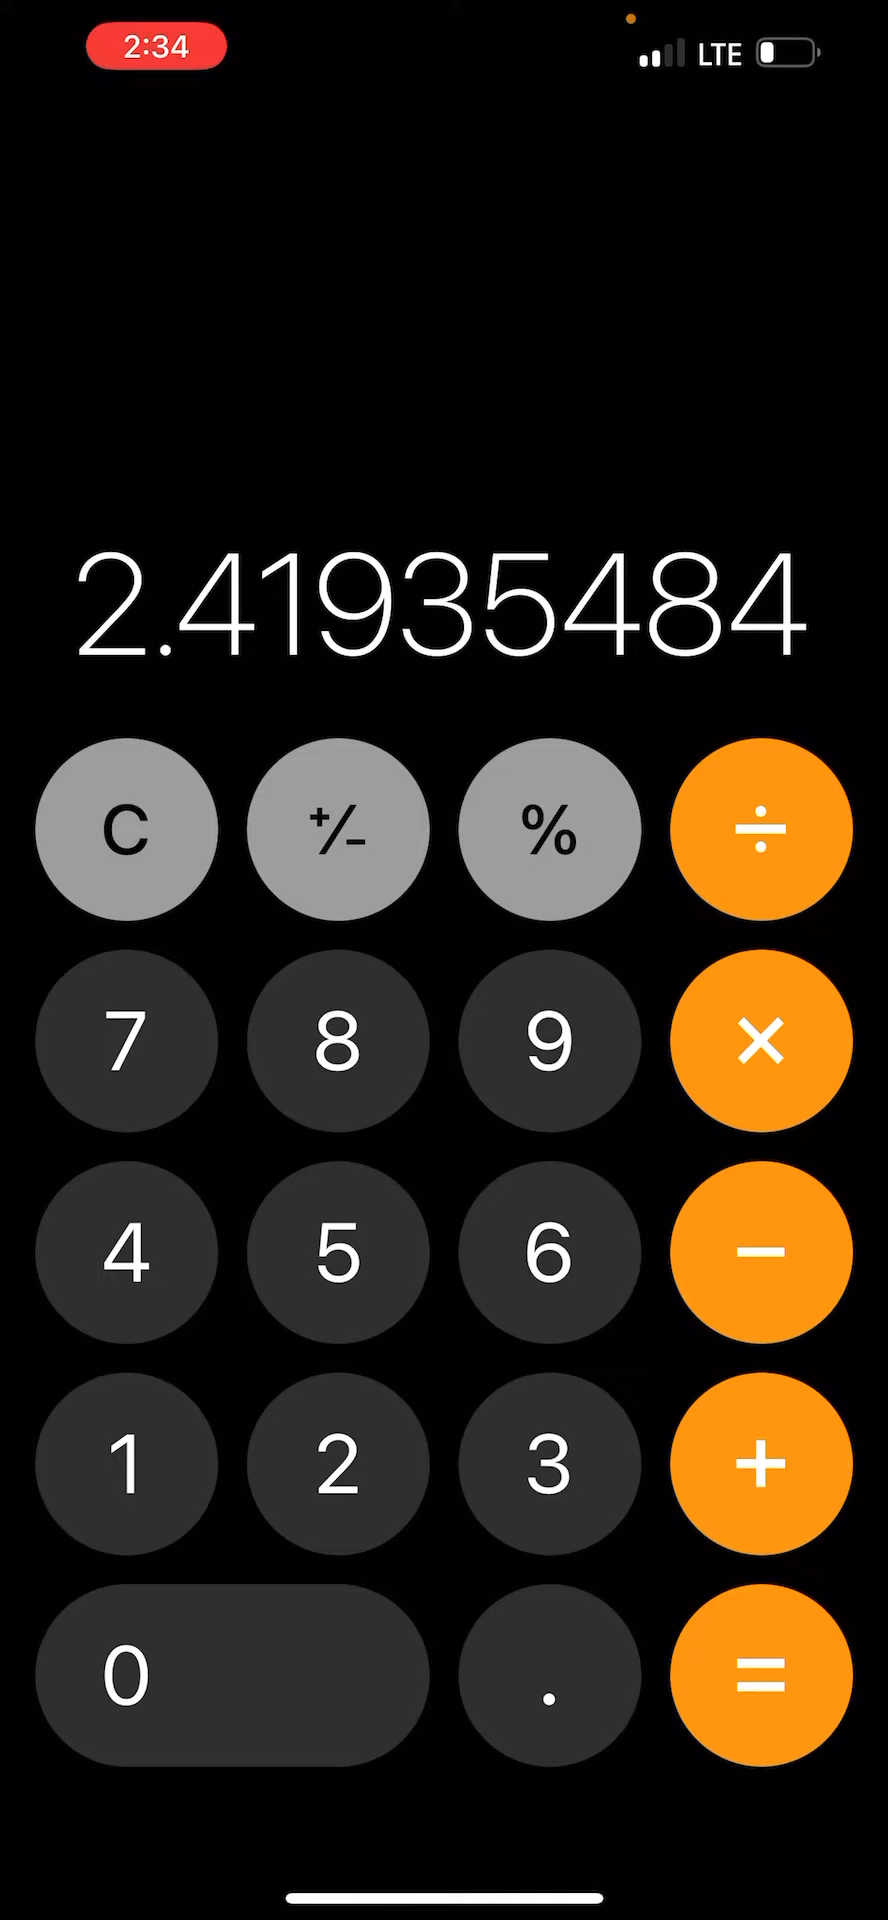 2:34 LTE
2.41935484
C +/- % ÷
7 8 9 ×
4 5 6 −
1 2 3 +
0 . =